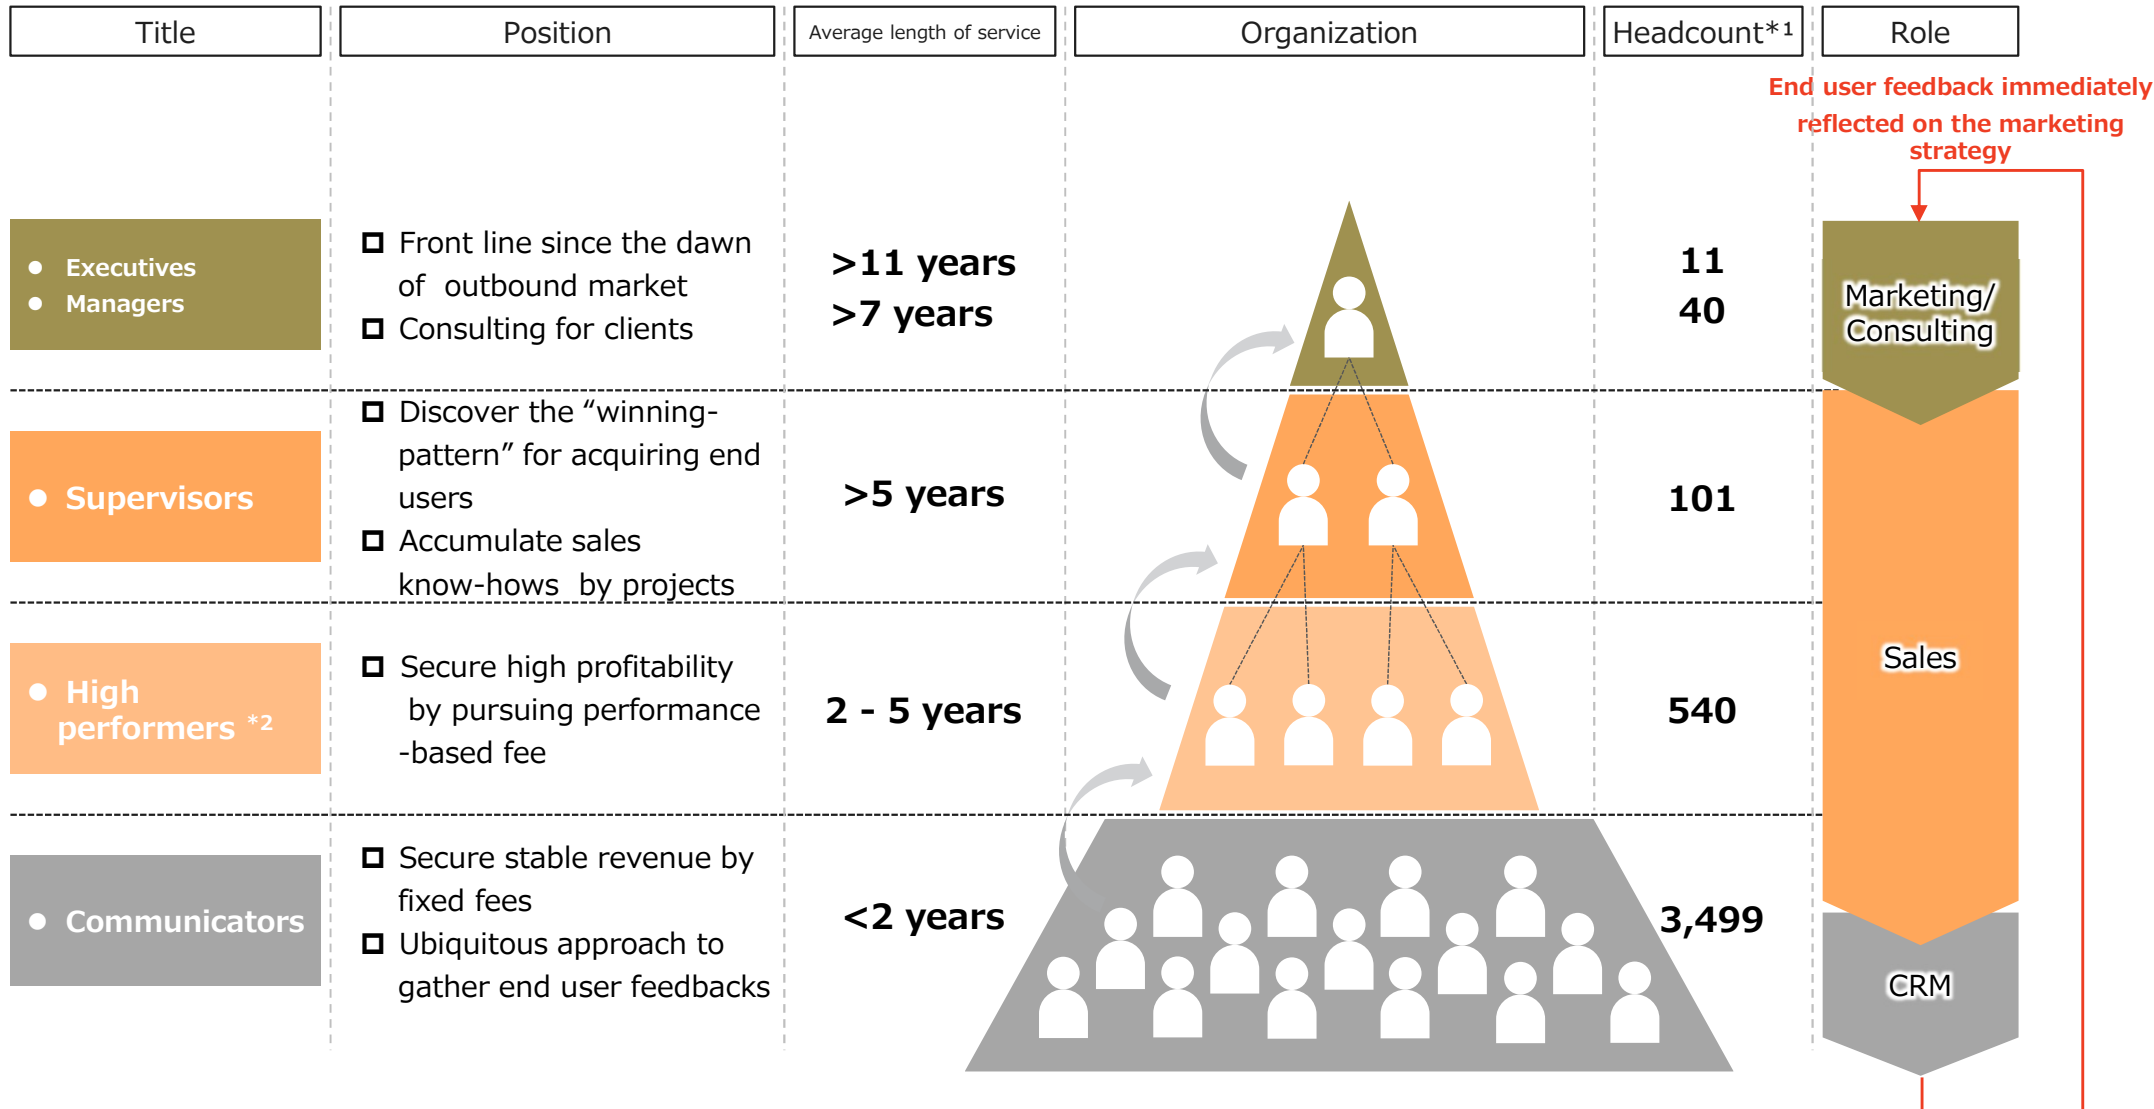 Title
Position
Average length of service
Organization
Headcount*1
Role
End user feedback immediately
reflected on the marketing
strategy
● Executives
● Managers
Front line since the dawn
of outbound market
Consulting for clients
>11 years
>7 years
11
40
Marketing/
Consulting
● Supervisors
Discover the “winning-
pattern” for acquiring end
users
Accumulate sales
know-hows by projects
>5 years
101
Sales
● High
performers *2
Secure high profitability
by pursuing performance
-based fee
2 - 5 years
540
● Communicators
Secure stable revenue by
fixed fees
Ubiquitous approach to
gather end user feedbacks
<2 years
3,499
CRM